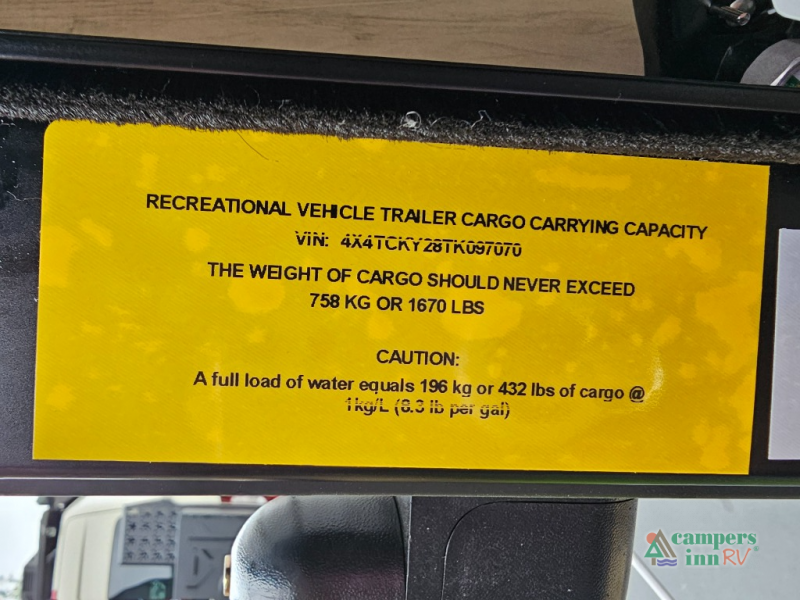 RECREATIONAL VEHICLE TRAILER CARGO CARRYING CAPACITY
VIN: 4X4TCKY28TK097070
THE WEIGHT OF CARGO SHOULD NEVER EXCEED
758 KG OR 1670 LBS
CAUTION:
A full load of water equals 196 kg or 432 lbs of cargo @
1kg/L (8.3 lb per gal)
campers
inn RV